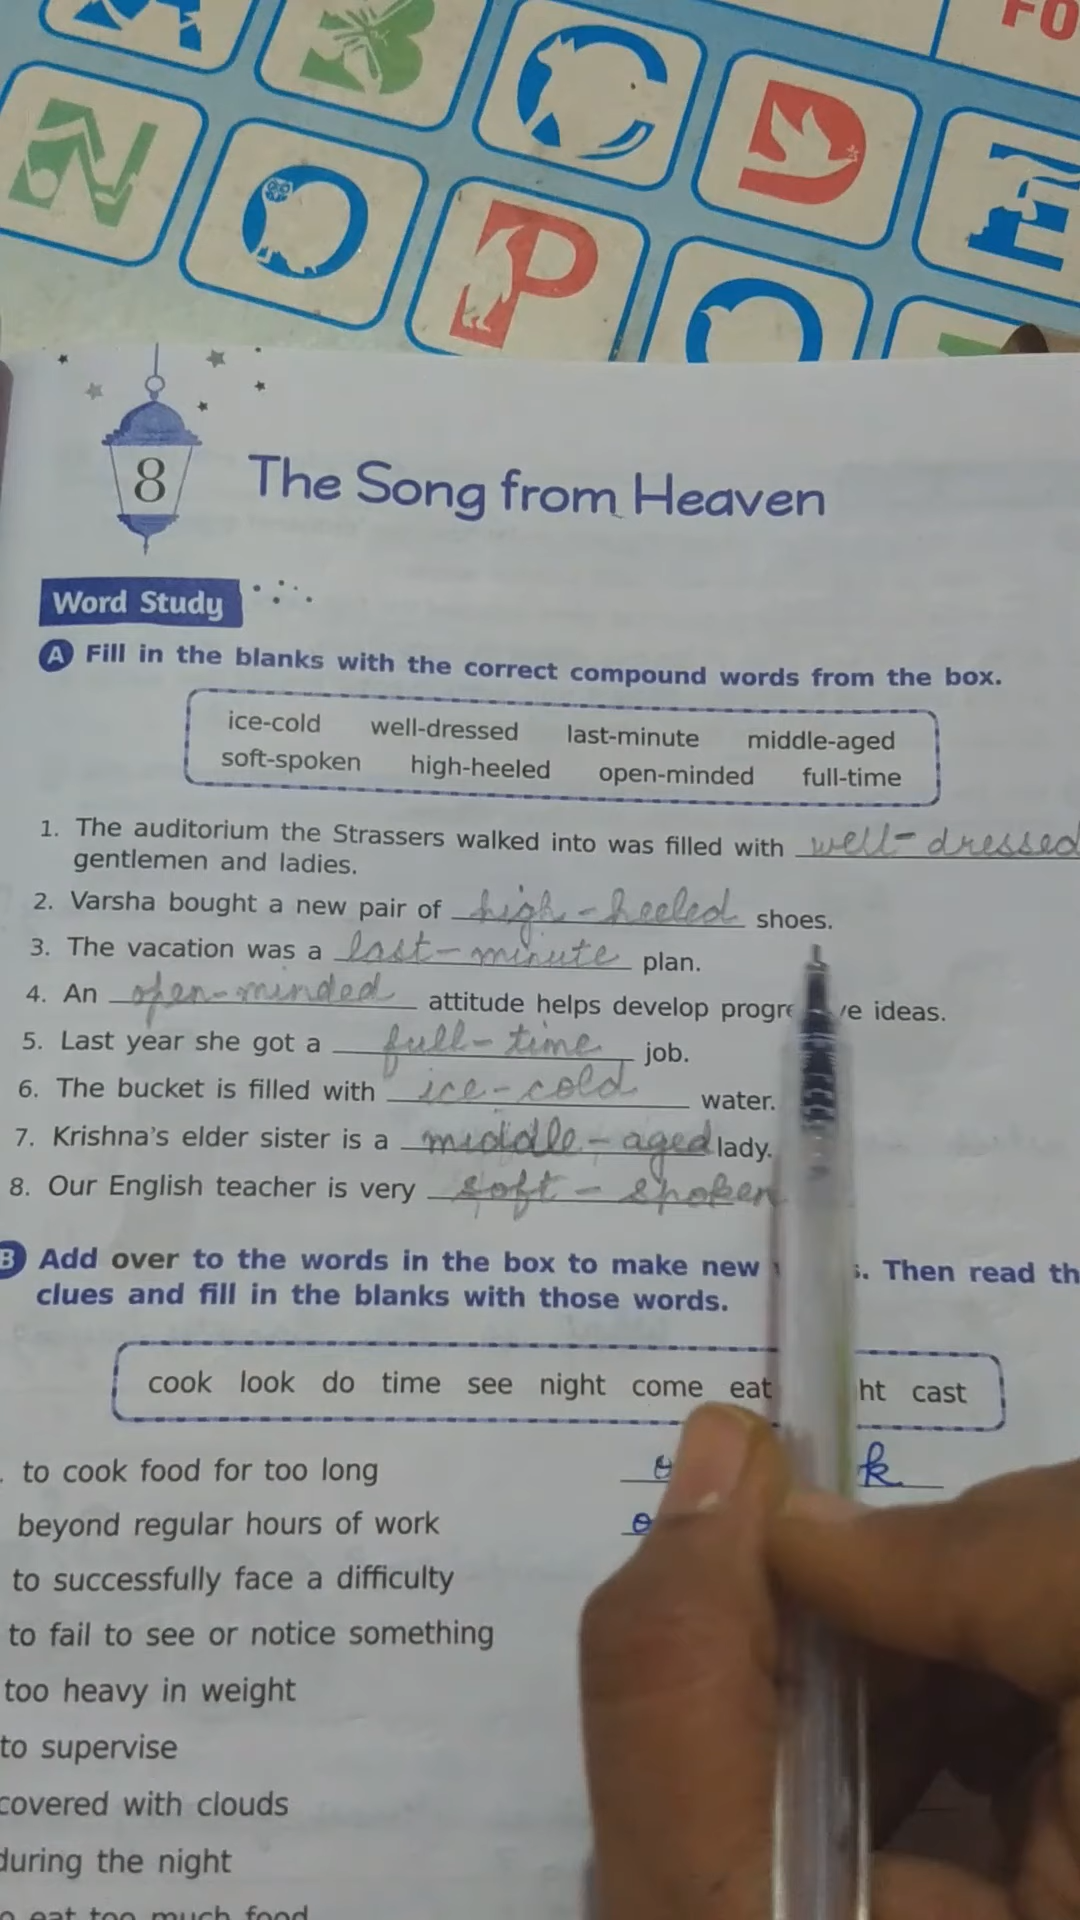 FO
N O P
C D E
8
The Song from Heaven
Word Study
A Fill in the blanks with the correct compound words from the box.
ice-cold well-dressed last-minute middle-aged
soft-spoken high-heeled open-minded full-time
1. The auditorium the Strassers walked into was filled with well-dressed
gentlemen and ladies.
2. Varsha bought a new pair of high-heeled shoes.
3. The vacation was a last-minute plan.
4. An open-minded attitude helps develop ideas.
5. Last year she got a full-time job.
6. The bucket is filled with ice-cold water.
7. Krishna's elder sister is a middle-aged lady.
8. Our English teacher is very soft-spoken
B Add over to the words in the box to make new Then read
clues and fill in the blanks with those words.
cook look do time see night come eat cast
to cook food for too long k
beyond regular hours of work o
to successfully face a difficulty
to fail to see or notice something
too heavy in weight
to supervise
covered with clouds
during the night
eat too much food